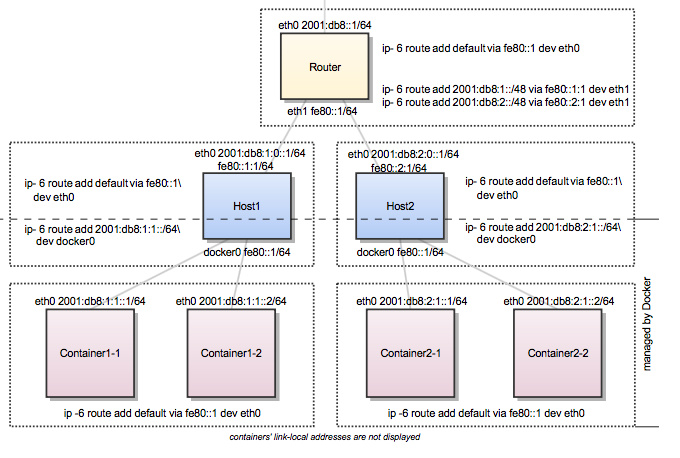 eth0 2001:db8::1/64
ip- 6 route add default via fe80::1 dev eth0
Router
ip- 6 route add 2001:db8:1::/48 via fe80::1:1 dev eth1
ip- 6 route add 2001:db8:2::/48 via fe80::2:1 dev eth1
eth1 fe80::1/64
eth0 2001:db8:1:0::1/64
fe80::1:1/64
ip- 6 route add default via fe80::1\
dev eth0
Host1
ip- 6 route add 2001:db8:1:1::/64\
dev docker0
docker0 fe80::1/64
eth0 2001:db8:2:0::1/64
fe80::2:1/64
ip- 6 route add default via fe80::1\
dev eth0
Host2
ip- 6 route add 2001:db8:2:1::/64\
dev docker0
docker0 fe80::1/64
eth0 2001:db8:1:1::1/64
eth0 2001:db8:1:1::2/64
Container1-1
Container1-2
ip -6 route add default via fe80::1 dev eth0
eth0 2001:db8:2:1::1/64
eth0 2001:db8:2:1::2/64
Container2-1
Container2-2
ip -6 route add default via fe80::1 dev eth0
managed by Docker
containers' link-local addresses are not displayed